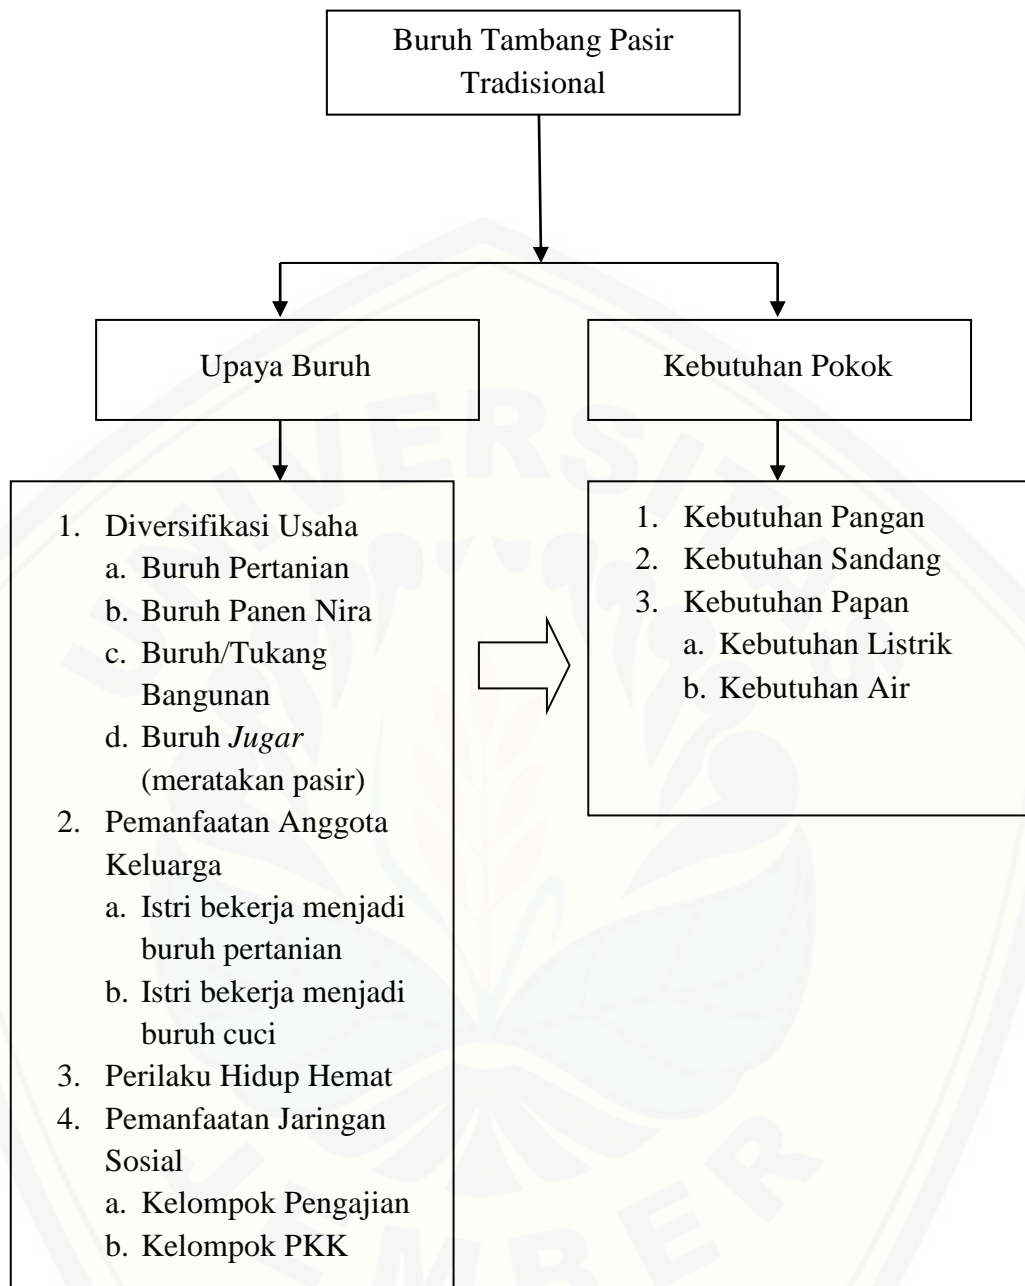 Buruh Tambang Pasir
Tradisional
Upaya Buruh
Kebutuhan Pokok
1. Diversifikasi Usaha
a. Buruh Pertanian
b. Buruh Panen Nira
c. Buruh/Tukang
Bangunan
d. Buruh Jugar
(meratakan pasir)
2. Pemanfaatan Anggota
Keluarga
a. Istri bekerja menjadi
buruh pertanian
b. Istri bekerja menjadi
buruh cuci
3. Perilaku Hidup Hemat
4. Pemanfaatan Jaringan
Sosial
a. Kelompok Pengajian
b. Kelompok PKK
1. Kebutuhan Pangan
2. Kebutuhan Sandang
3. Kebutuhan Papan
a. Kebutuhan Listrik
b. Kebutuhan Air
UNIVERSITAS
JEMBER